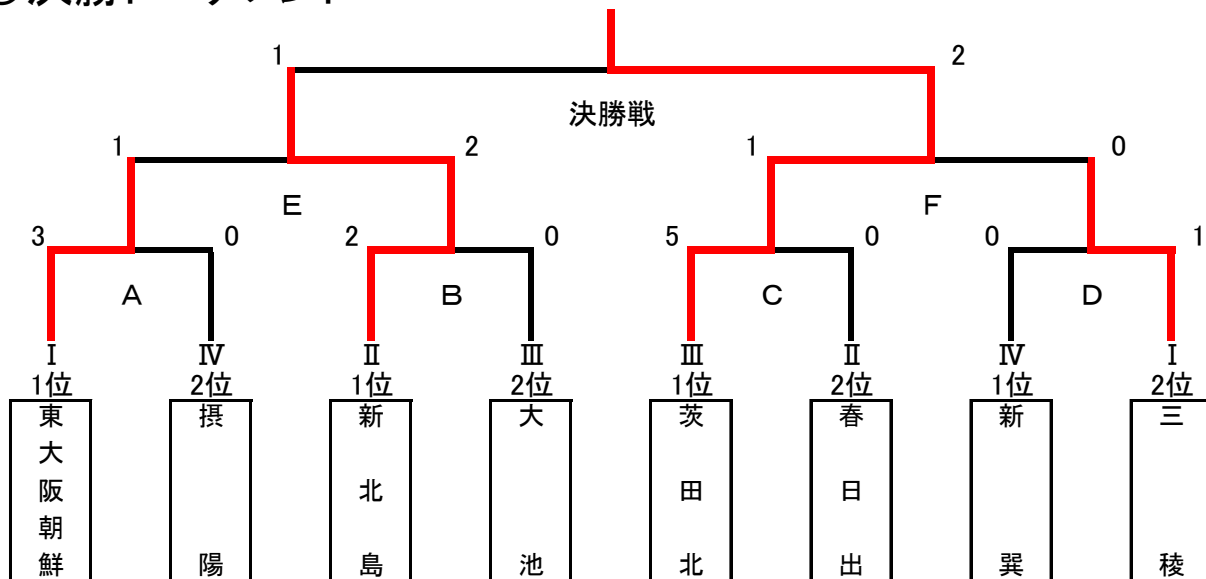 決勝トーナメント
1 2
決勝戦
1 2 1 0
E F
3 0 2 0 5 0 0 1
A B C D
Ⅰ Ⅳ Ⅱ Ⅲ Ⅲ Ⅱ Ⅳ Ⅰ
1位 2位 1位 2位 1位 2位 1位 2位
東大阪朝鮮
摂陽
新北島
大池
茨田北
春日出
新巽
三稜